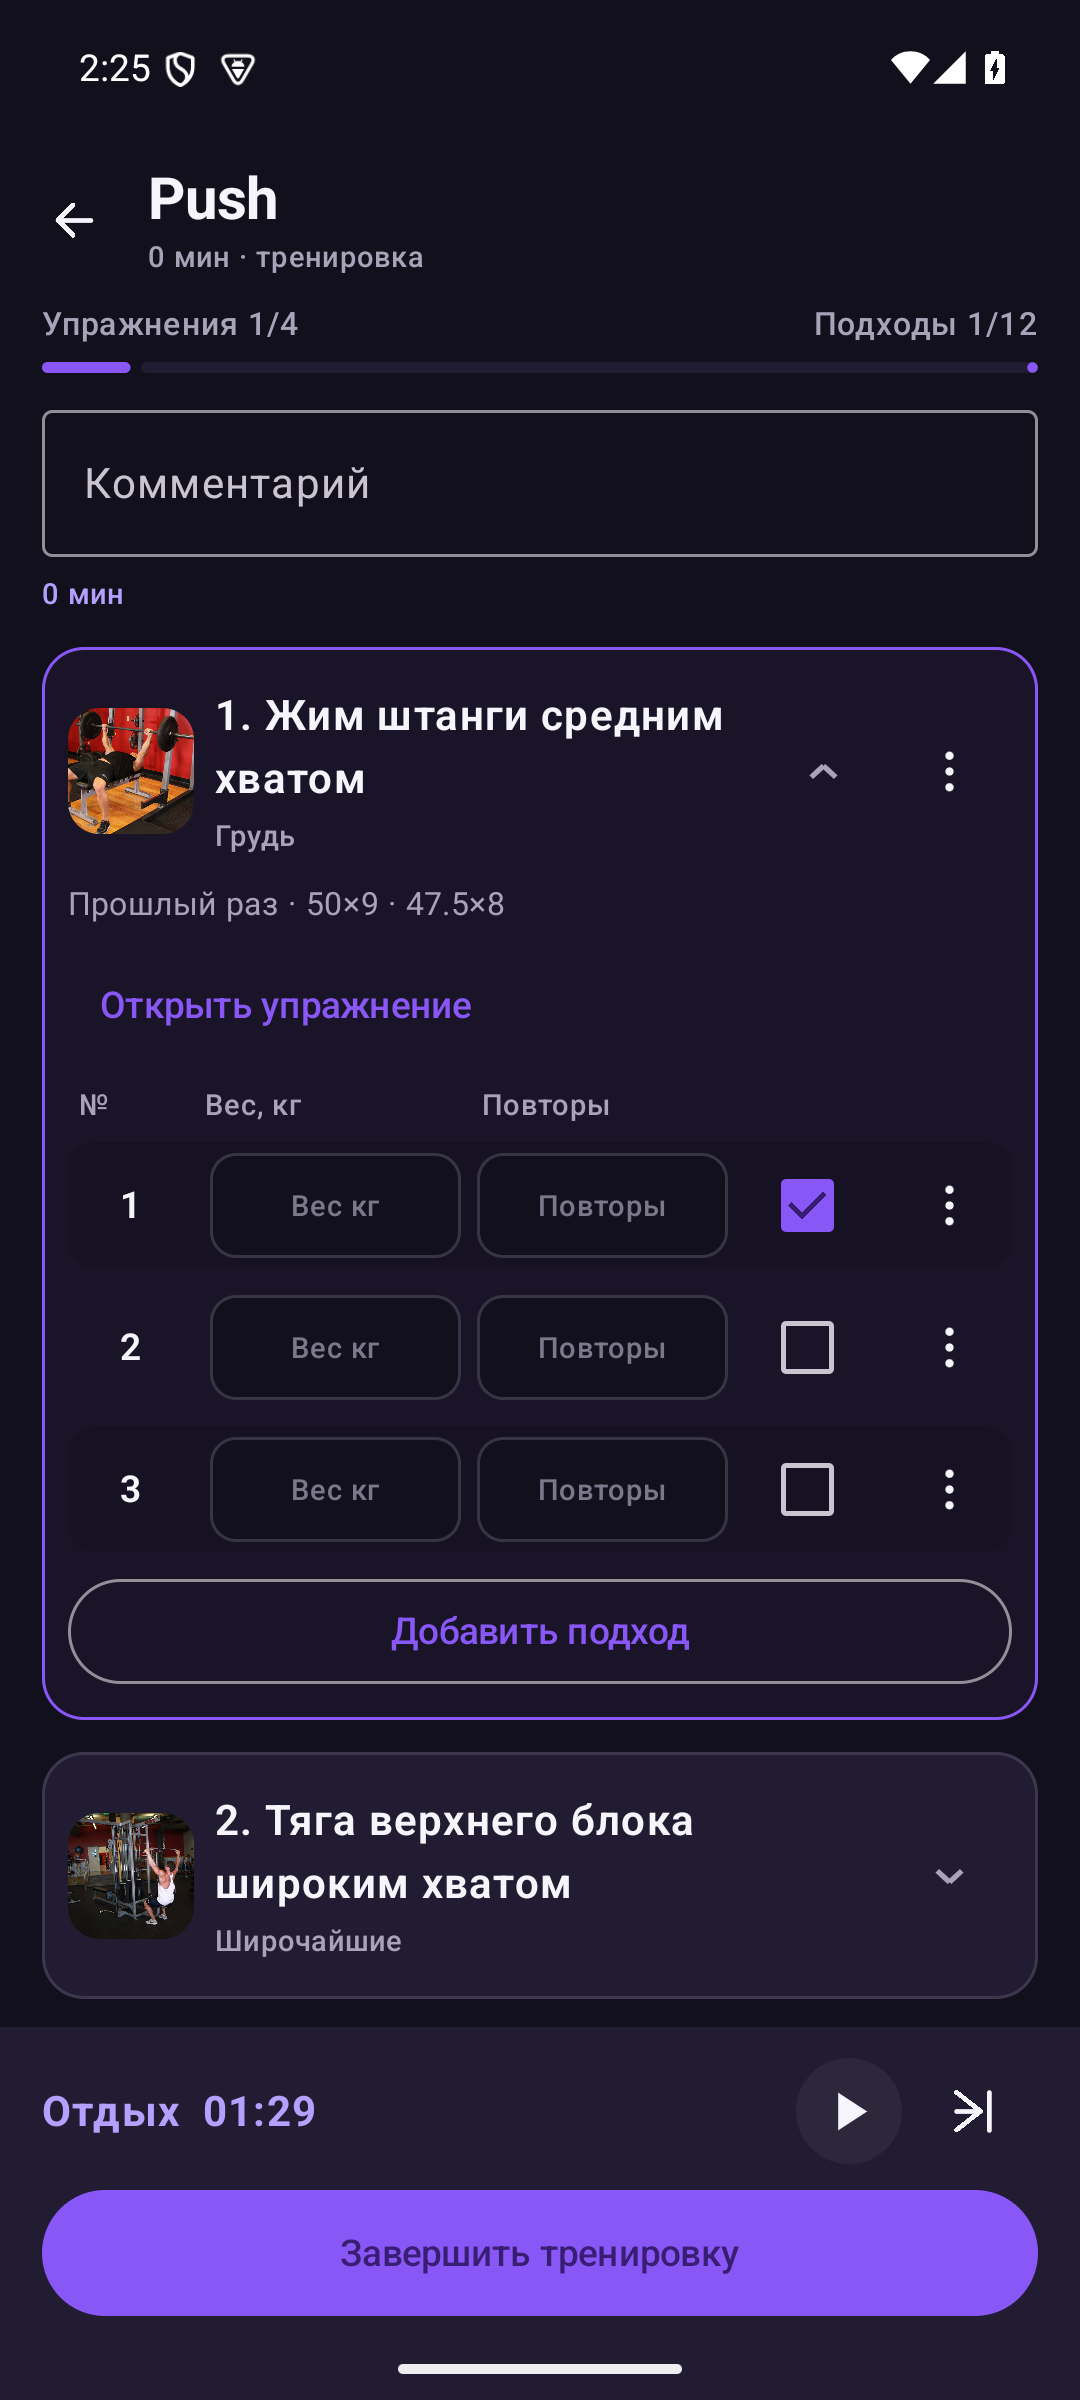 2:25
Push
0 мин · тренировка
Упражнения 1/4
Подходы 1/12
Комментарий
0 мин
1. Жим штанги средним
хватом
Грудь
Прошлый раз · 50×9 · 47.5×8
Открыть упражнение
№ Вес, кг Повторы
1 Вес кг Повторы
2 Вес кг Повторы
3 Вес кг Повторы
Добавить подход
2. Тяга верхнего блока
широким хватом
Широчайшие
Отдых 01:29
Завершить тренировку